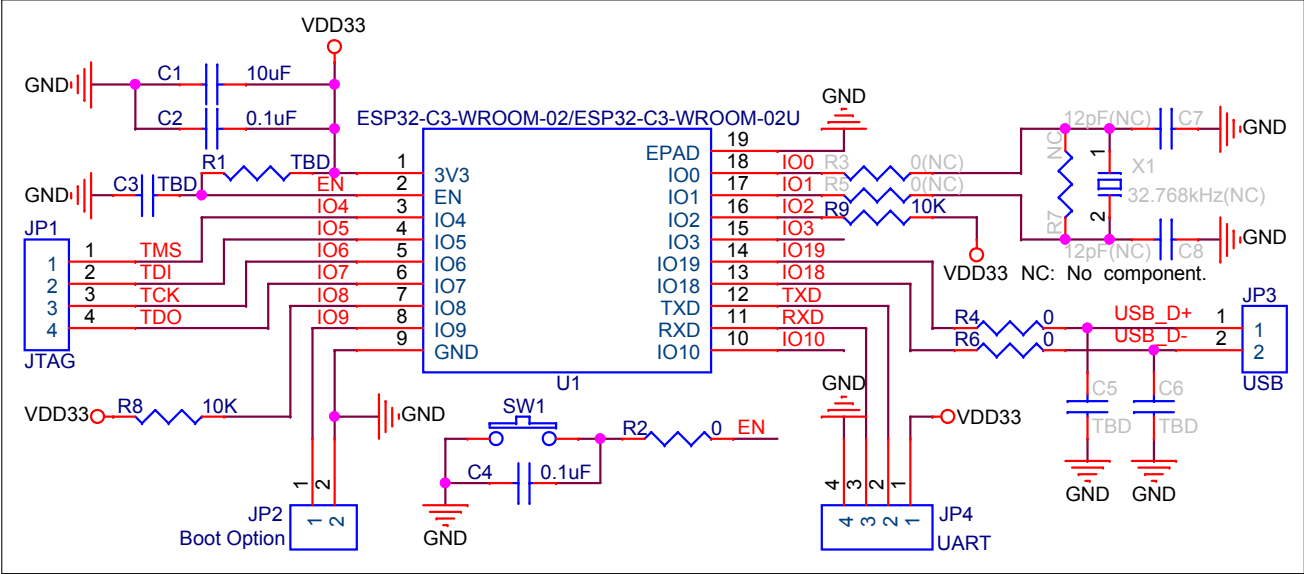 VDD33
GND C1 10uF
C2 0.1uF
ESP32-C3-WROOM-02/ESP32-C3-WROOM-02U
GND
12pF(NC) C7
GND
19 EPAD
R1 TBD 1 3V3
18 IO0 IO0 R3 0(NC)
NC 1 X1
GND C3 TBD EN 2 EN
17 IO1 IO1 R5 0(NC)
32.768kHz(NC)
IO4 3 IO4
16 IO2 IO2 R9 10K
R7 2
JP1
IO5 4 IO5
15 IO3 IO3
GND
12pF(NC) C8
1 1 TMS
IO6 5 IO6
14 IO19 IO19
VDD33 NC: No component.
2 2 TDI
IO7 6 IO7
13 IO18 IO18
3 3 TCK
IO8 7 IO8
12 TXD TXD
JP3
4 4 TDO
IO9 8 IO9
11 RXD RXD
R4 0 USB_D+ 1 1
JTAG
9 GND
10 IO10 IO10
R6 0 USB_D- 2 2
U1
USB
VDD33 R8 10K
GND
SW1
GND
VDD33
C5 C6
TBD TBD
R2 0 EN
C4 0.1uF
1 2
4 3 2 1
GND GND
1 2
JP2
Boot Option
GND
4 3 2 1
JP4
UART